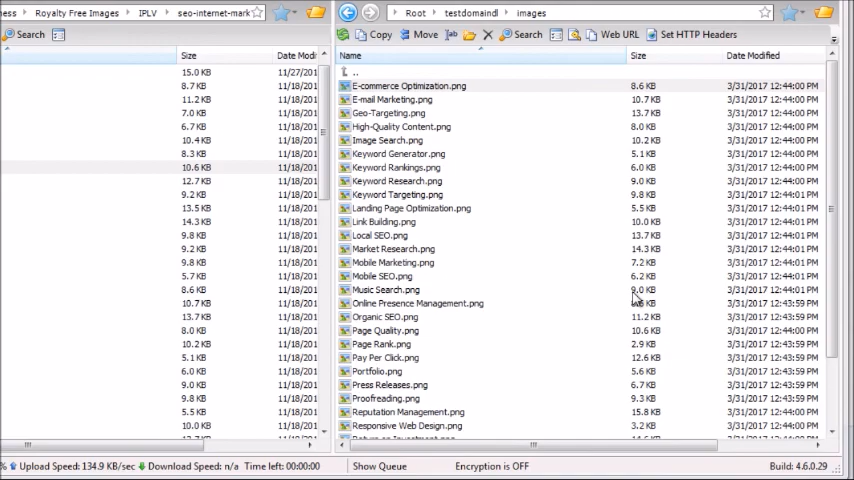 ness Royalty Free Images IPLV seo-internet-mark
Search
Size Date Modi
15.0 KB 11/27/201
8.7 KB 11/18/201
11.2 KB 11/18/201
7.0 KB 11/18/201
6.7 KB 11/18/201
10.4 KB 11/18/201
8.3 KB 11/18/201
10.6 KB 11/18/201
12.7 KB 11/18/201
9.2 KB 11/18/201
13.5 KB 11/18/201
14.3 KB 11/18/201
9.8 KB 11/18/201
9.2 KB 11/18/201
9.8 KB 11/18/201
5.7 KB 11/18/201
8.6 KB 11/18/201
10.7 KB 11/18/201
13.7 KB 11/18/201
8.0 KB 11/18/201
10.2 KB 11/18/201
5.1 KB 11/18/201
6.0 KB 11/18/201
9.0 KB 11/18/201
9.8 KB 11/18/201
5.5 KB 11/18/201
10.0 KB 11/18/201
Root testdomaindl images
Copy Move Search Web URL Set HTTP Headers
Name Size Date Modified
..
E-commerce Optimization.png 8.6 KB 3/31/2017 12:44:00 PM
E-mail Marketing.png 10.7 KB 3/31/2017 12:44:00 PM
Geo-Targeting.png 13.7 KB 3/31/2017 12:44:00 PM
High-Quality Content.png 8.0 KB 3/31/2017 12:44:00 PM
Image Search.png 10.2 KB 3/31/2017 12:44:00 PM
Keyword Generator.png 5.1 KB 3/31/2017 12:44:00 PM
Keyword Rankings.png 6.0 KB 3/31/2017 12:44:00 PM
Keyword Research.png 9.0 KB 3/31/2017 12:44:01 PM
Keyword Targeting.png 9.8 KB 3/31/2017 12:44:01 PM
Landing Page Optimization.png 5.5 KB 3/31/2017 12:44:01 PM
Link Building.png 10.0 KB 3/31/2017 12:44:01 PM
Local SEO.png 13.7 KB 3/31/2017 12:44:01 PM
Market Research.png 14.3 KB 3/31/2017 12:44:01 PM
Mobile Marketing.png 7.2 KB 3/31/2017 12:44:01 PM
Mobile SEO.png 6.2 KB 3/31/2017 12:44:01 PM
Music Search.png 9.0 KB 3/31/2017 12:44:01 PM
Online Presence Management.png KB 3/31/2017 12:43:59 PM
Organic SEO.png 11.2 KB 3/31/2017 12:43:59 PM
Page Quality.png 10.6 KB 3/31/2017 12:44:00 PM
Page Rank.png 2.9 KB 3/31/2017 12:43:59 PM
Pay Per Click.png 12.6 KB 3/31/2017 12:43:59 PM
Portfolio.png 5.6 KB 3/31/2017 12:43:59 PM
Press Releases.png 6.7 KB 3/31/2017 12:43:59 PM
Proofreading.png 9.3 KB 3/31/2017 12:43:59 PM
Reputation Management.png 15.8 KB 3/31/2017 12:44:00 PM
Responsive Web Design.png 3.2 KB 3/31/2017 12:44:00 PM
% Upload Speed: 134.9 KB/sec Download Speed: n/a Time left: 00:00:00 Show Queue Encryption is OFF Build: 4.6.0.29